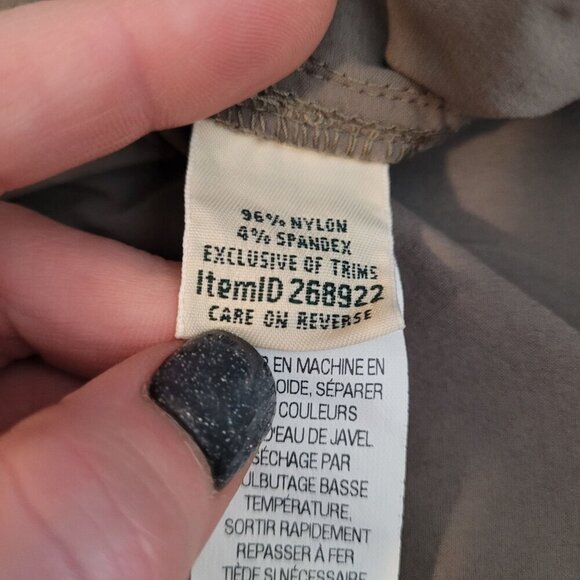 96% NYLON
4% SPANDEX
EXCLUSIVE OF TRIMS
ItemID 268922
CARE ON REVERSE
EN MACHINE EN
SÉPARER
COULEURS
D'EAU DE JAVEL
SÉCHAGE PAR
BASSE
TEMPÉRATURE,
SORTIR RAPIDEMENT
REPASSER À FER
TIÈDE SI NÉCESSAIRE